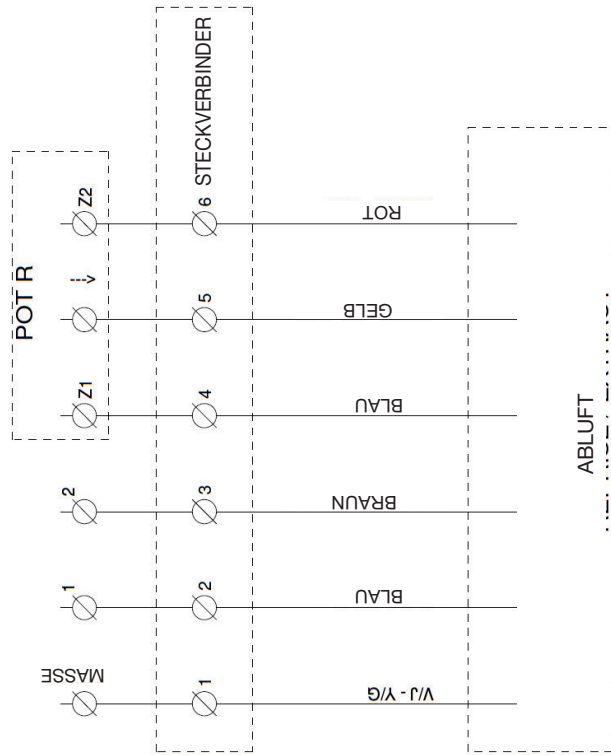 STECKVERBINDER
POT R
Z2
6
ROT
---v
5
GELB
Z1
4
BLAU
2
3
BRAUN
1
2
BLAU
MASSE
1
V/J - Y/G
ABLUFT